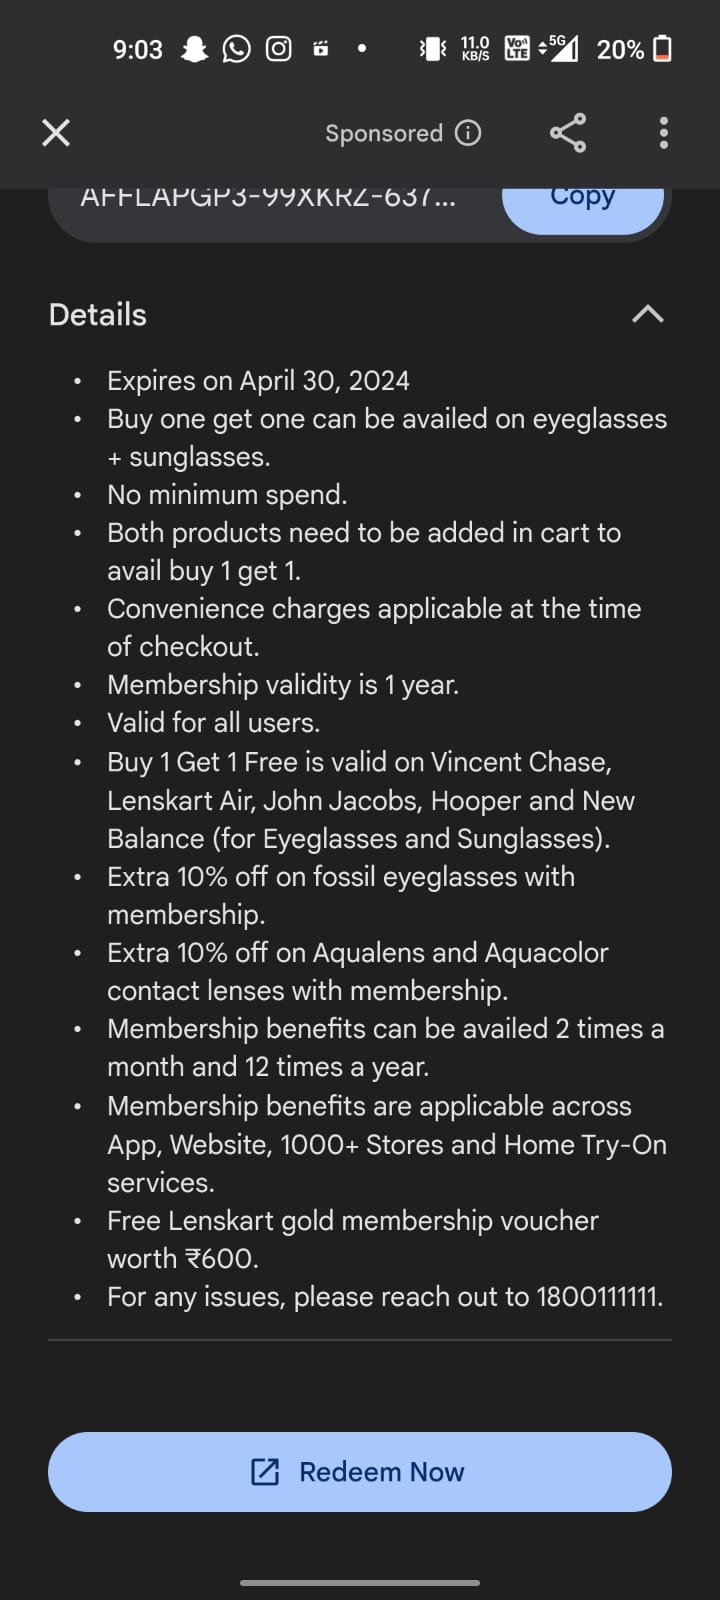 9:03 11.0 KB/S Vo)) LTE 5G 20%
Sponsored
AFFLAPGP3-99XKRZ-637... Copy
Details
• Expires on April 30, 2024
• Buy one get one can be availed on eyeglasses
+ sunglasses.
• No minimum spend.
• Both products need to be added in cart to
avail buy 1 get 1.
• Convenience charges applicable at the time
of checkout.
• Membership validity is 1 year.
• Valid for all users.
• Buy 1 Get 1 Free is valid on Vincent Chase,
Lenskart Air, John Jacobs, Hooper and New
Balance (for Eyeglasses and Sunglasses).
• Extra 10% off on fossil eyeglasses with
membership.
• Extra 10% off on Aqualens and Aquacolor
contact lenses with membership.
• Membership benefits can be availed 2 times a
month and 12 times a year.
• Membership benefits are applicable across
App, Website, 1000+ Stores and Home Try-On
services.
• Free Lenskart gold membership voucher
worth ₹600.
• For any issues, please reach out to 1800111111.
Redeem Now